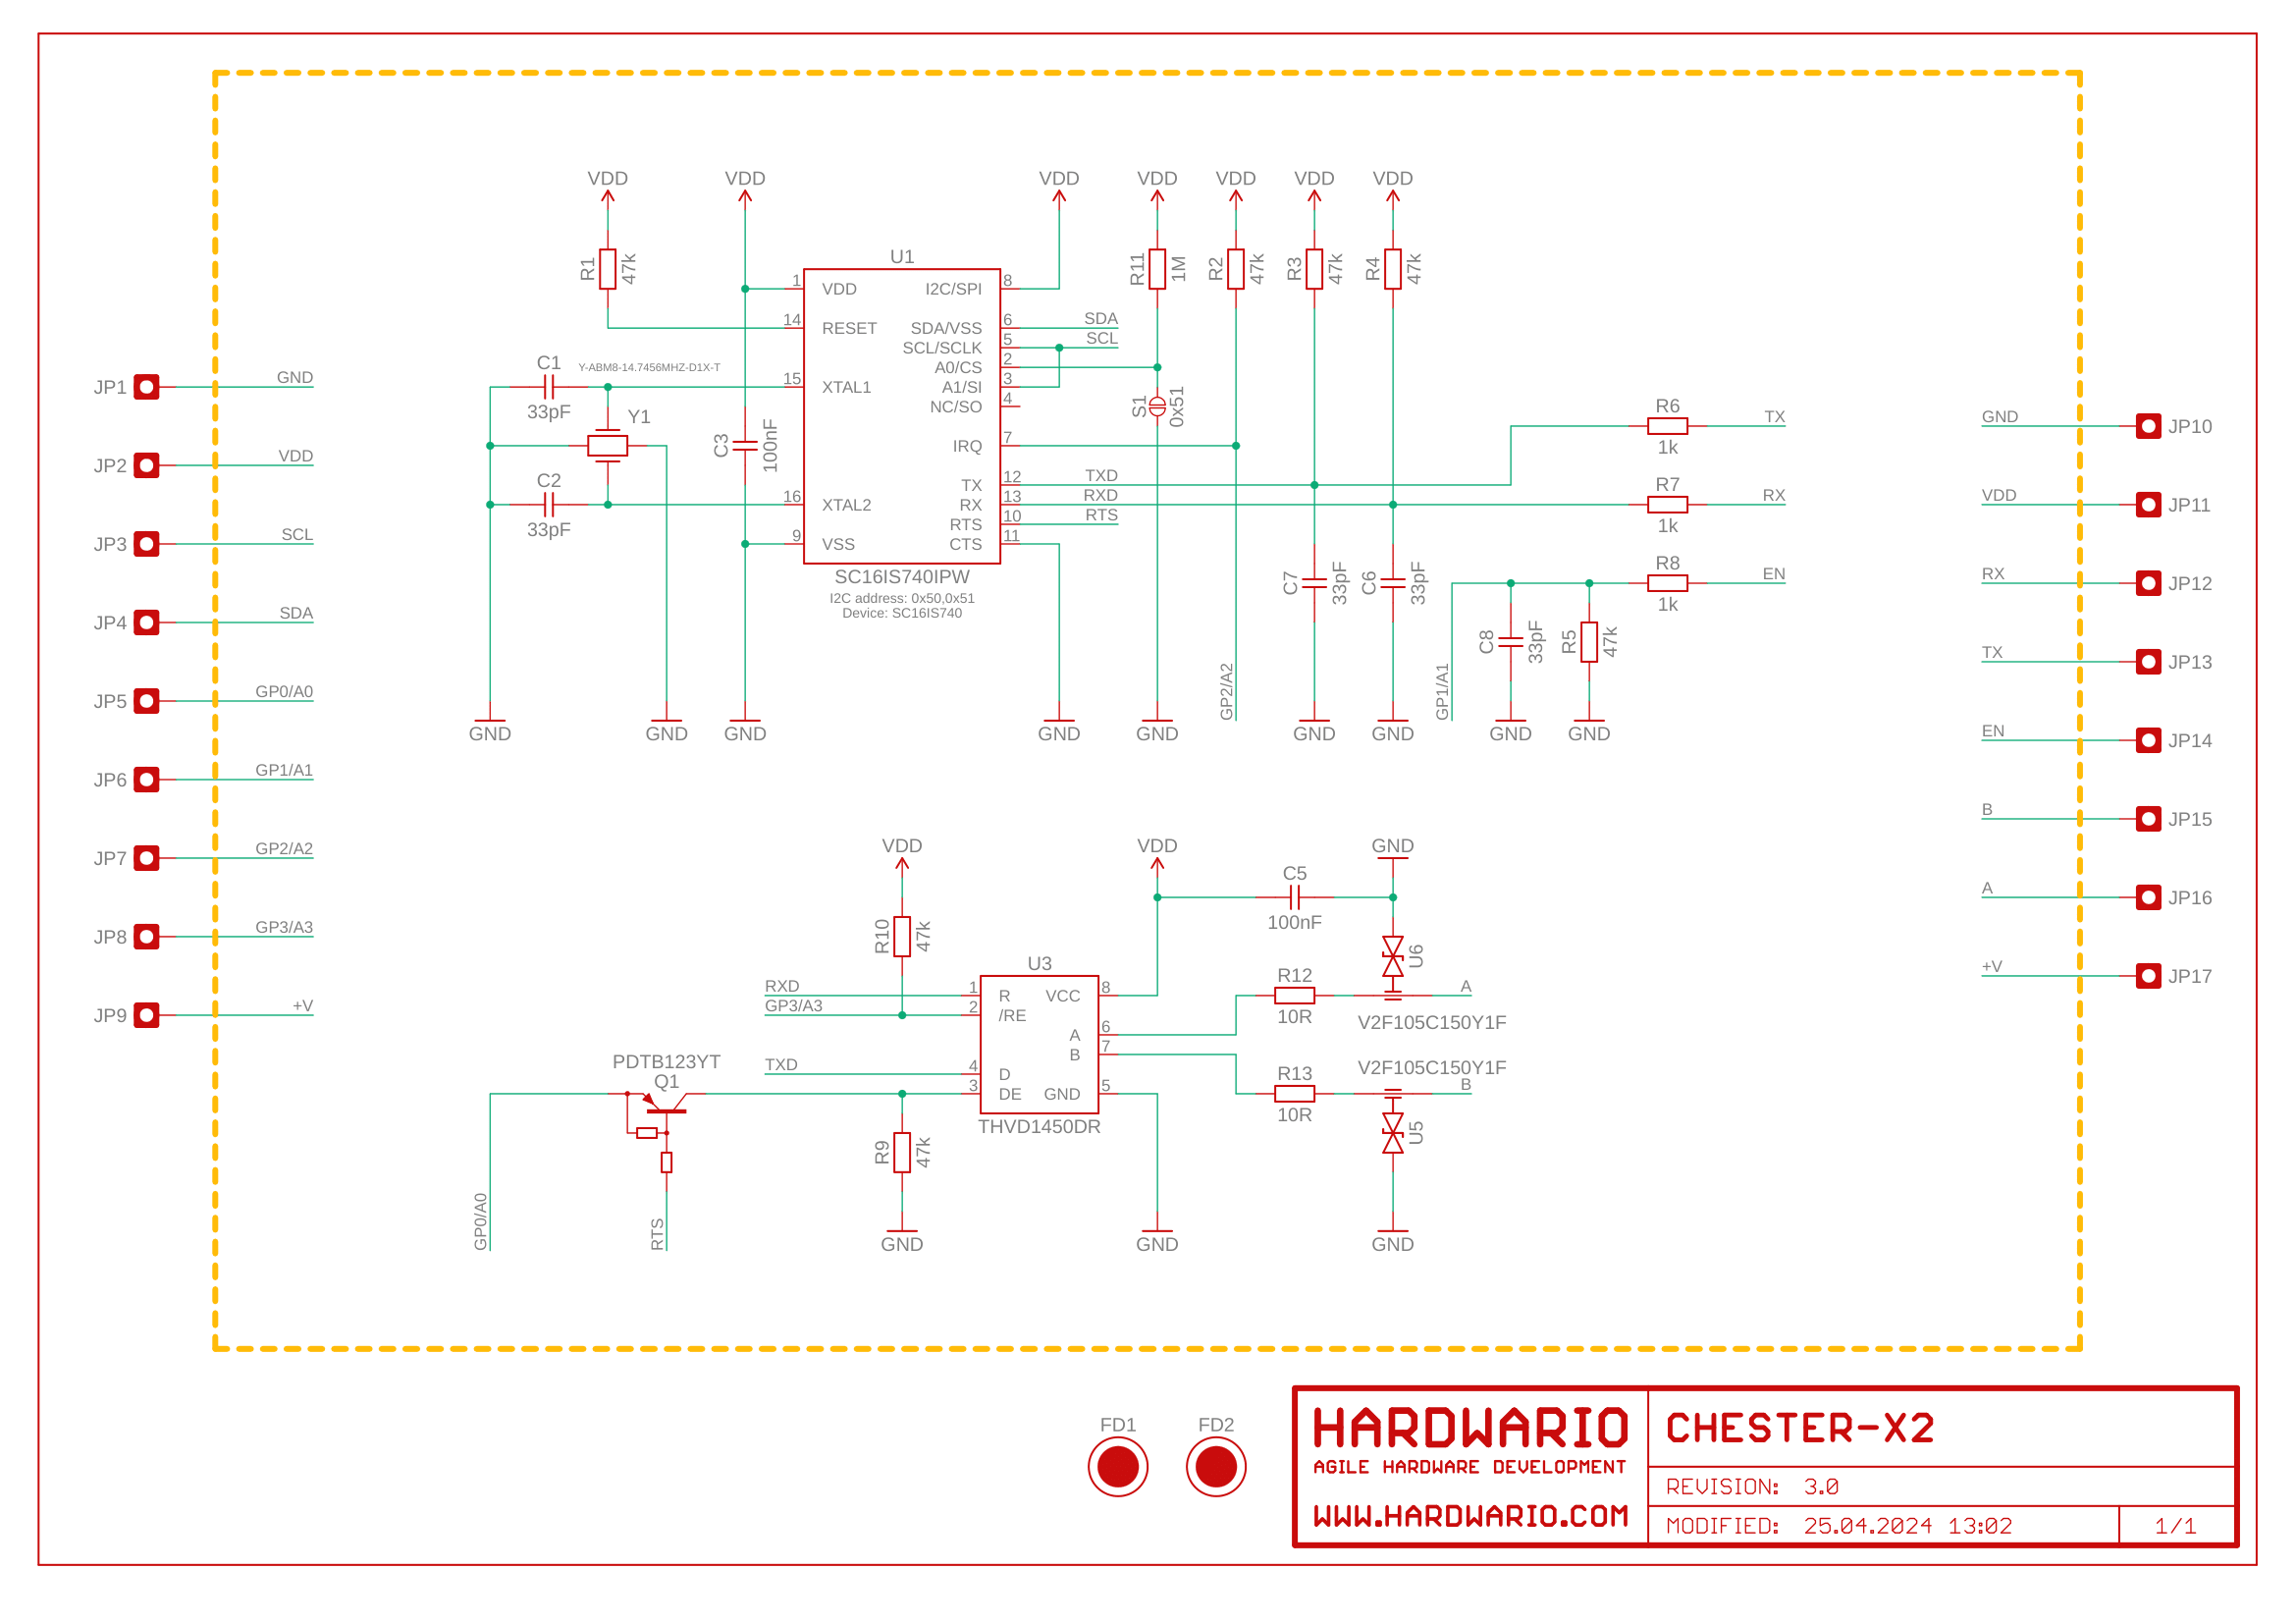 VDD
VDD
VDD
VDD
VDD
VDD
VDD
R1
47k
U1
R11
1M
R2
47k
R3
47k
R4
47k
1
VDD
I2C/SPI
8
14
RESET
SDA/VSS
6
SDA
SCL/SCLK
5
SCL
A0/CS
2
15
XTAL1
A1/SI
3
NC/SO
4
S1
0x51
C1
33pF
Y-ABM8-14.7456MHZ-D1X-T
Y1
C3
100nF
IRQ
7
C2
33pF
TX
12
TXD
16
XTAL2
RX
13
RXD
RTS
10
RTS
9
VSS
CTS
11
SC16IS740IPW
I2C address: 0x50,0x51
Device: SC16IS740
R6
1k
TX
R7
1k
RX
R8
1k
EN
C7
33pF
C6
33pF
C8
33pF
R5
47k
GP2/A2
GP1/A1
GND
GND
GND
GND
GND
GND
GND
GND
GND
JP1
GND
JP2
VDD
JP3
SCL
JP4
SDA
JP5
GP0/A0
JP6
GP1/A1
JP7
GP2/A2
JP8
GP3/A3
JP9
+V
GND
JP10
VDD
JP11
RX
JP12
TX
JP13
EN
JP14
B
JP15
A
JP16
+V
JP17
VDD
VDD
GND
C5
100nF
R10
47k
U6
U3
RXD
1
R
VCC
8
GP3/A3
2
/RE
A
6
B
7
TXD
4
D
3
DE
GND
5
THVD1450DR
R12
10R
A
V2F105C150Y1F
V2F105C150Y1F
R13
10R
B
U5
PDTB123YT
Q1
R9
47k
GP0/A0
RTS
GND
GND
GND
FD1
FD2
HARDWARIO
AGILE HARDWARE DEVELOPMENT
WWW.HARDWARIO.COM
CHESTER-X2
REVISION: 3.0
MODIFIED: 25.04.2024 13:02
1/1